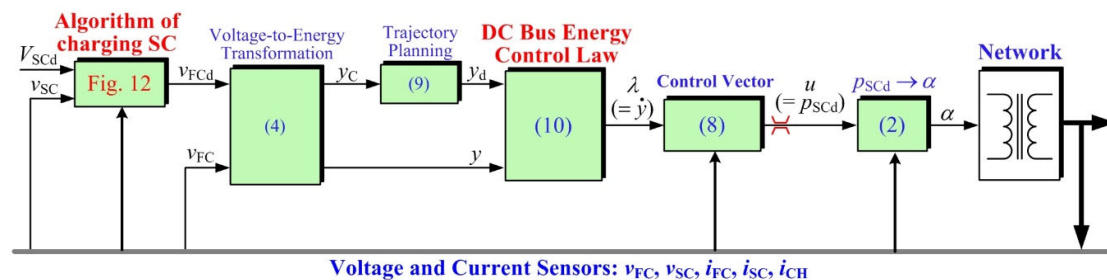 Algorithm of
charging SC
V_SCd
v_SC
Fig. 12
v_FCd
v_FC
Voltage-to-Energy
Transformation
(4)
y_C
y
Trajectory
Planning
(9)
y_d
DC Bus Energy
Control Law
(10)
λ
(= ẏ)
Control Vector
(8)
u
(= p_SCd)
p_SCd → α
(2)
α
Network
Voltage and Current Sensors: v_FC, v_SC, i_FC, i_SC, i_CH